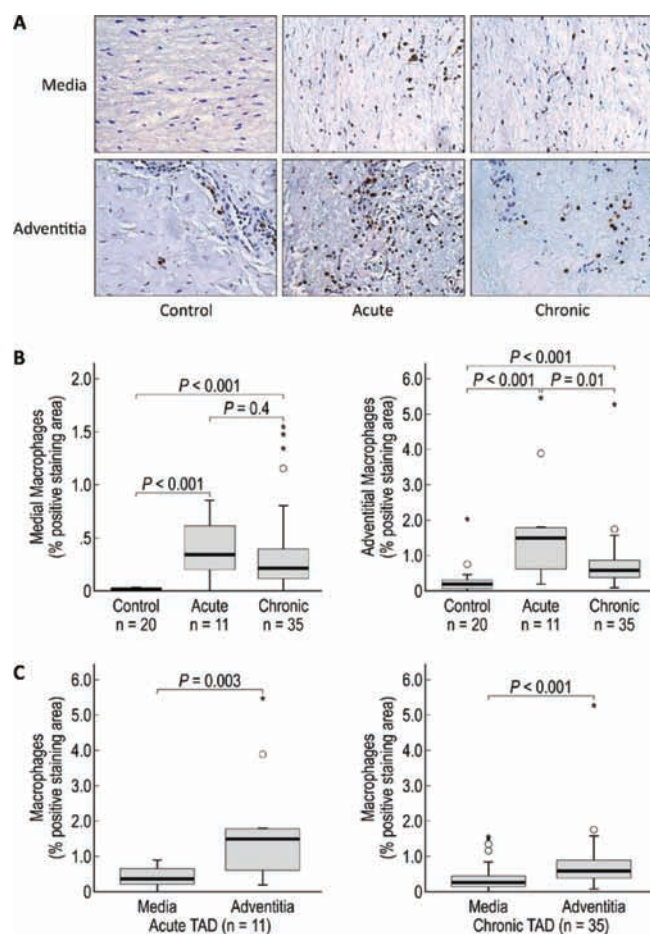 A
Media
Adventitia
Control Acute Chronic
B
Medial Macrophages
(% positive staining area)
2.0
1.5
1.0
.5
0
P < 0.001
P = 0.4
P < 0.001
Control Acute Chronic
n = 20 n = 11 n = 35
Adventitial Macrophages
(% positive staining area)
6.0
5.0
4.0
3.0
2.0
1.0
0
P < 0.001
P < 0.001 P = 0.01
Control Acute Chronic
n = 20 n = 11 n = 35
C
Macrophages
(% positive staining area)
6.0
5.0
4.0
3.0
2.0
1.0
0
P = 0.003
Media Adventitia
Acute TAD (n = 11)
Macrophages
(% positive staining area)
6.0
5.0
4.0
3.0
2.0
1.0
0
P < 0.001
Media Adventitia
Chronic TAD (n = 35)